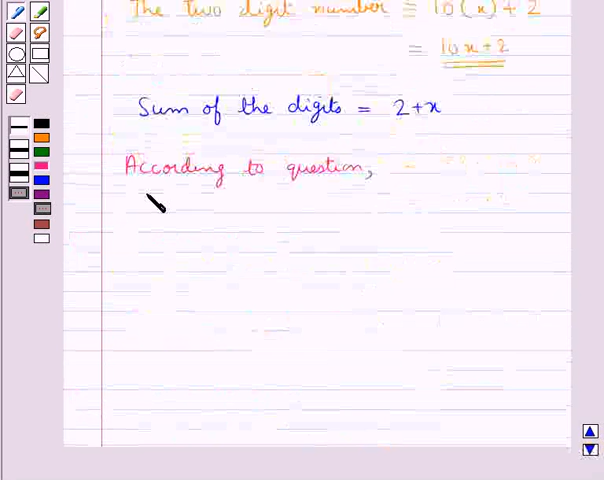 The two digit number = 10(x) + 2
= 10x + 2
Sum of the digits = 2+x
According to question,